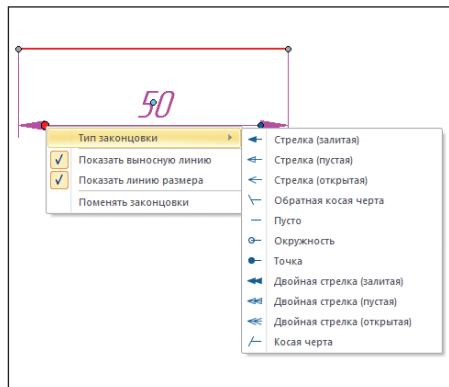 50
Тип законцовки
Показать выносную линию
Показать линию размера
Поменять законцовки
Стрелка (залитая)
Стрелка (пустая)
Стрелка (открытая)
Обратная косая черта
Пусто
Окружность
Точка
Двойная стрелка (залитая)
Двойная стрелка (пустая)
Двойная стрелка (открытая)
Косая черта